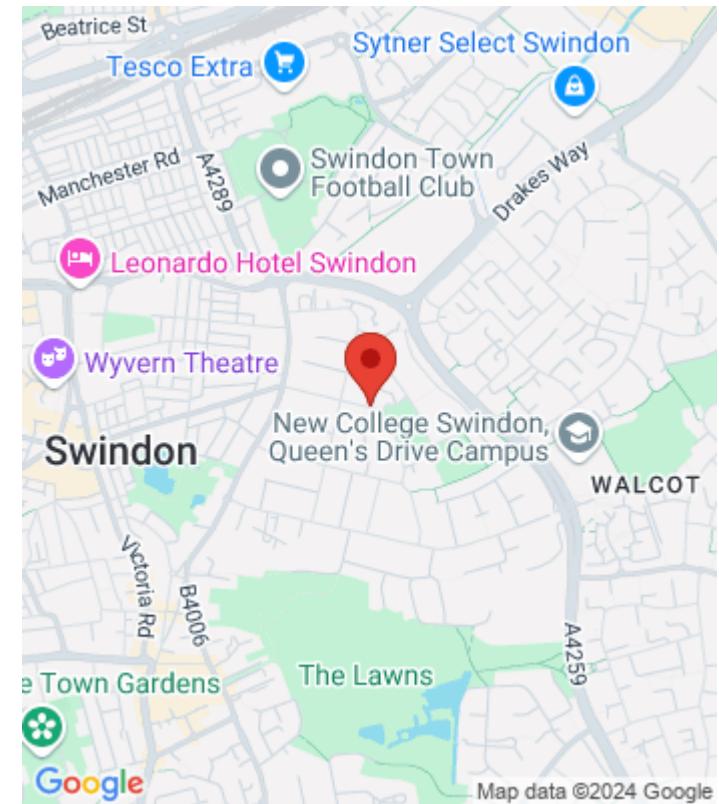 Beatrice St
Sytner Select Swindon
Tesco Extra
Manchester Rd
A4289
Swindon Town
Football Club
Drakes Way
Leonardo Hotel Swindon
Wyvern Theatre
New College Swindon,
Queen's Drive Campus
Swindon
WALCOT
Victoria Rd
B4006
A4259
The Lawns
e Town Gardens
Google
Map data ©2024 Google